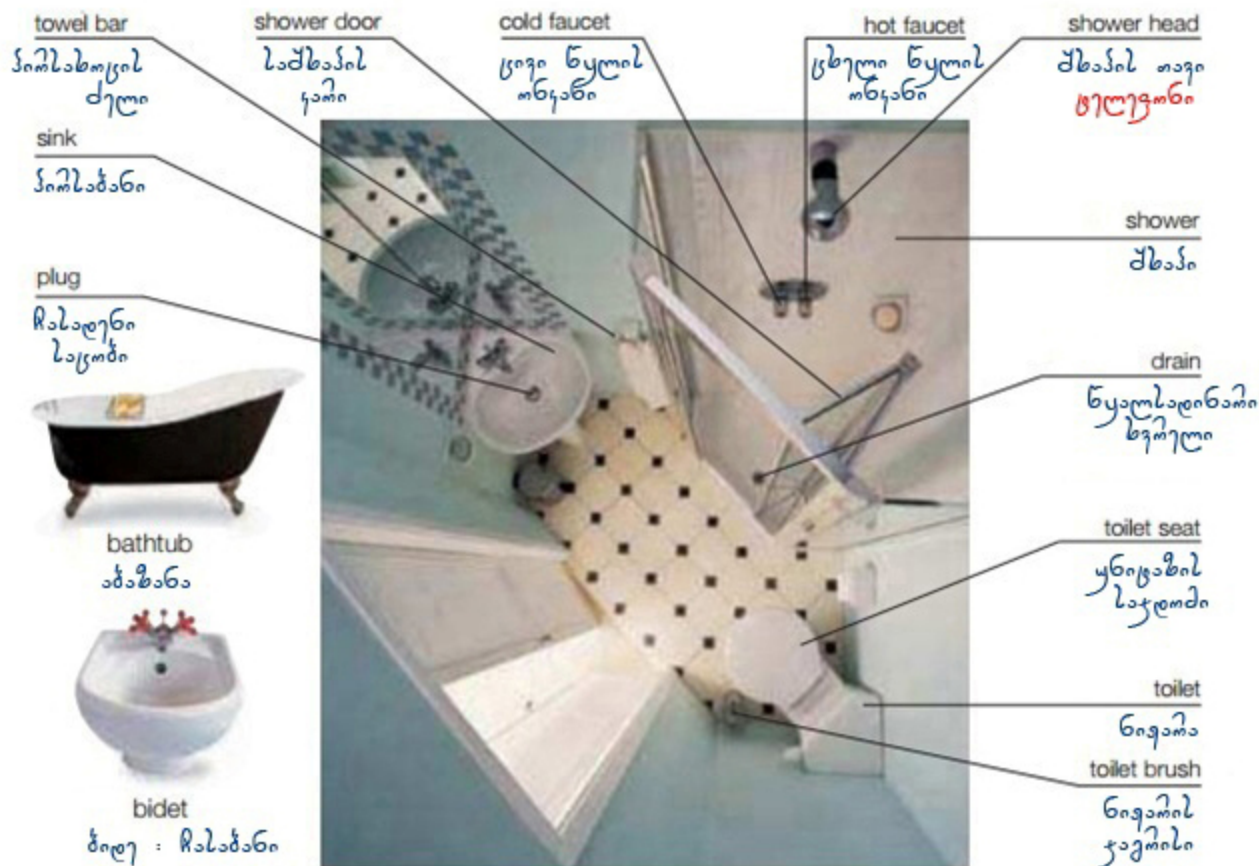 towel bar
პირსახოცის
ძელი
shower door
საშხაპის
კარი
cold faucet
ცივი წყლის
ონკანი
hot faucet
ცხელი წყლის
ონკანი
shower head
შხაპის თავი
ტელეფონი
sink
პირსაბანი
shower
შხაპი
plug
ჩასადენი
საცობი
drain
წყალსადინარი
ხვრელი
bathtub
აბაზანა
toilet seat
უნიტაზის
საჯდომი
toilet
ნიჟარა
bidet
ბიდე : ჩასაბანი
toilet brush
ნიჟარის
ჯაგრისი